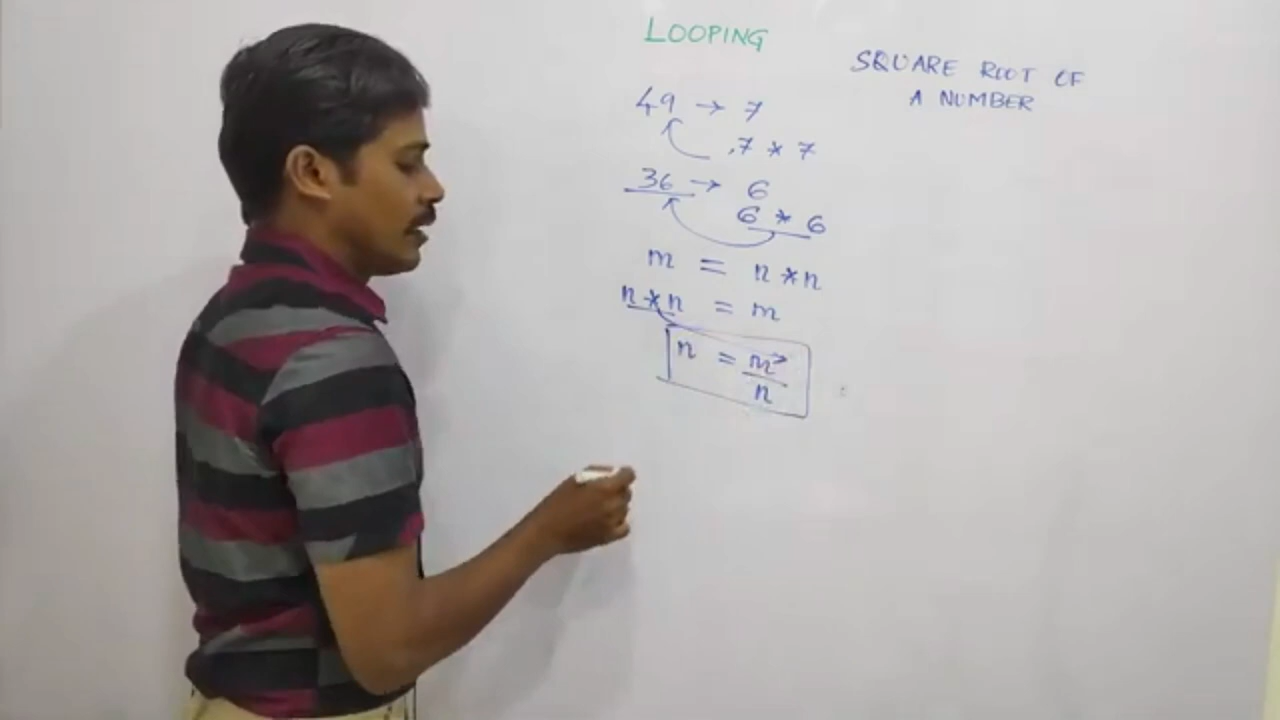 LOOPING
SQUARE ROOT OF
A NUMBER
49 → 7
7 * 7
36 → 6
6 * 6
m = n * n
n * n = m
n = m
n